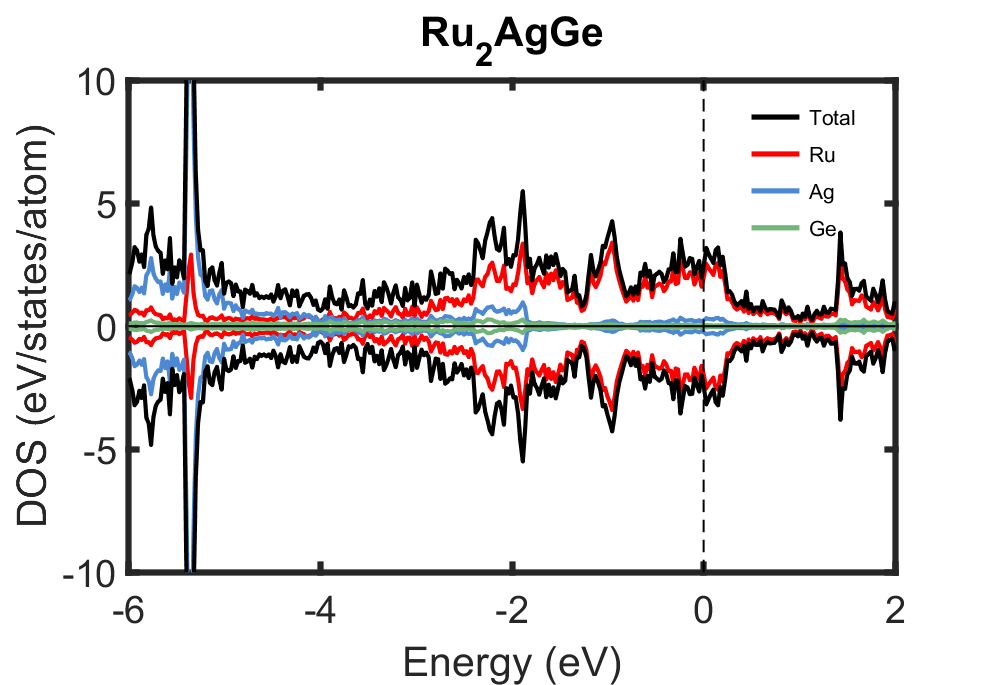 Ru₂AgGe
DOS (eV/states/atom)
10
5
0
-5
-10
Total
Ru
Ag
Ge
-6 -4 -2 0 2
Energy (eV)